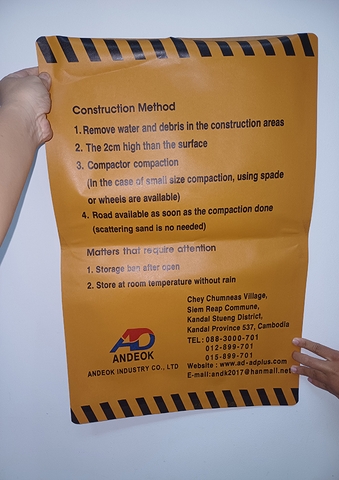 Construction Method
1. Remove water and debris in the construction areas
2. The 2cm high than the surface
3. Compactor compaction
(In the case of small size compaction, using spade
or wheels are available)
4. Road available as soon as the compaction done
(scattering sand is no needed)
Matters that require attention
1. Storage ban after open
2. Store at room temperature without rain
AD
ANDEOK
ANDEOK INDUSTRY CO., LTD
Chey Chumneas Village,
Siem Reap Commune,
Kandal Stueng District,
Kandal Province 537, Cambodia
TEL: 088-3000-701
012-899-701
015-899-701
Website : www.ad-adplus.com
E-mail:andk2017@hanmail.net